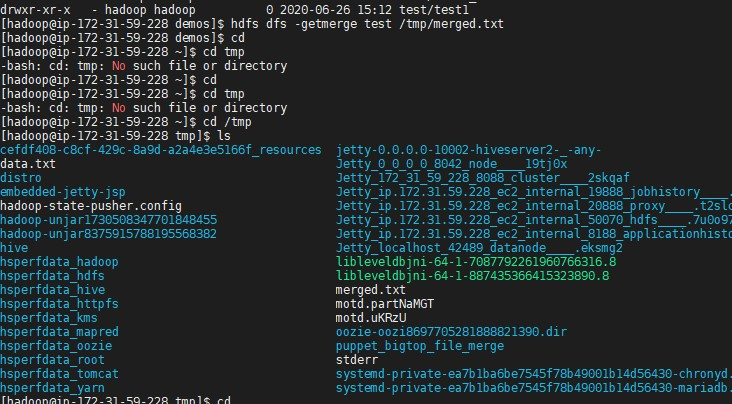 drwxr-xr-x   - hadoop hadoop          0 2020-06-26 15:12 test/test1
[hadoop@ip-172-31-59-228 demos]$ hdfs dfs -getmerge test /tmp/merged.txt
[hadoop@ip-172-31-59-228 demos]$ cd
[hadoop@ip-172-31-59-228 ~]$ cd tmp
-bash: cd: tmp: No such file or directory
[hadoop@ip-172-31-59-228 ~]$ cd
[hadoop@ip-172-31-59-228 ~]$ cd tmp
-bash: cd: tmp: No such file or directory
[hadoop@ip-172-31-59-228 ~]$ cd /tmp
[hadoop@ip-172-31-59-228 tmp]$ ls
cefdf408-c8cf-429c-8a9d-a2a4e3e5166f_resources  jetty-0.0.0.0-10002-hiveserver2-_-any-
data.txt  Jetty_0_0_0_0_8042_node____19tj0x
distro  Jetty_172_31_59_228_8088_cluster____2skqaf
embedded-jetty-jsp  Jetty_ip.172.31.59.228_ec2_internal_19888_jobhistory____.
hadoop-state-pusher.config  Jetty_ip.172.31.59.228_ec2_internal_20888_proxy____.t2slo
hadoop-unjar1730508347701848455  Jetty_ip.172.31.59.228_ec2_internal_50070_hdfs____.7u0o97
hadoop-unjar8375915788195568382  Jetty_ip.172.31.59.228_ec2_internal_8188_applicationhisto
hive  Jetty_localhost_42489_datanode____.eksmg2
hsperfdata_hadoop  libleveldbjni-64-1-7087792261960766316.8
hsperfdata_hdfs  libleveldbjni-64-1-887435366415323890.8
hsperfdata_hive  merged.txt
hsperfdata_httpfs  motd.partNaMGT
hsperfdata_kms  motd.uKRzU
hsperfdata_mapred  oozie-oozi8697705281888821390.dir
hsperfdata_oozie  puppet_bigtop_file_merge
hsperfdata_root  stderr
hsperfdata_tomcat  systemd-private-ea7b1ba6be7545f78b49001b14d56430-chronyd.
hsperfdata_yarn  systemd-private-ea7b1ba6be7545f78b49001b14d56430-mariadb.
[hadoop@ip-172-31-59-228 tmp]$ cd